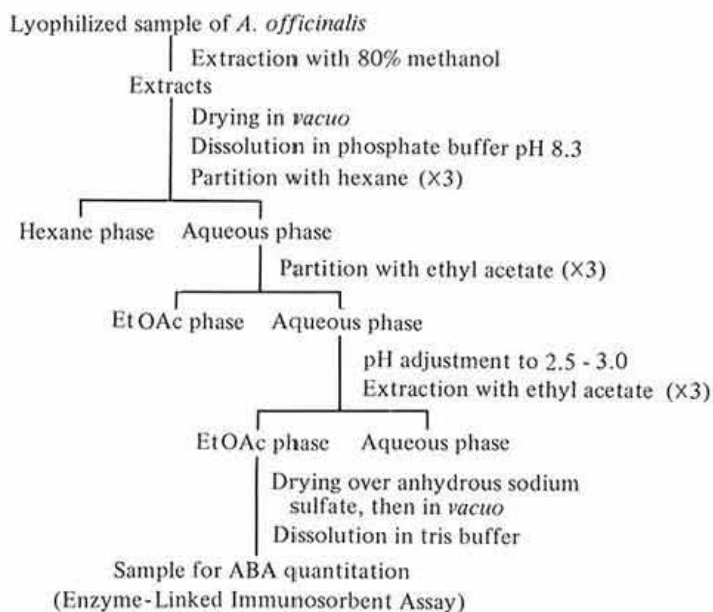 Lyophilized sample of A. officinalis
Extraction with 80% methanol
Extracts
Drying in vacuo
Dissolution in phosphate buffer pH 8.3
Partition with hexane (X3)
Hexane phase Aqueous phase
Partition with ethyl acetate (X3)
EtOAc phase Aqueous phase
pH adjustment to 2.5 - 3.0
Extraction with ethyl acetate (X3)
EtOAc phase Aqueous phase
Drying over anhydrous sodium
sulfate, then in vacuo
Dissolution in tris buffer
Sample for ABA quantitation
(Enzyme-Linked Immunosorbent Assay)